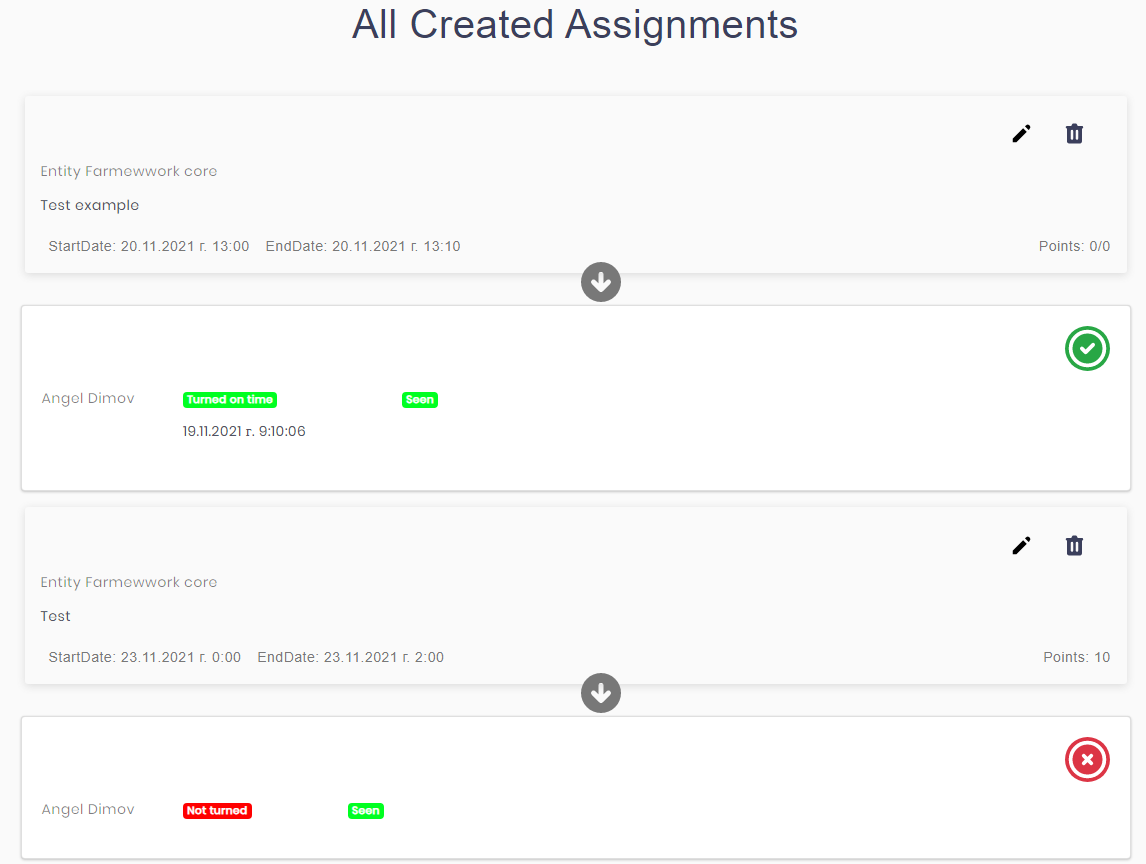 All Created Assignments
Entity Farmewwork core
Test example
StartDate: 20.11.2021 г. 13:00 EndDate: 20.11.2021 г. 13:10 Points: 0/0
Angel Dimov Turned on time Seen
19.11.2021 г. 9:10:06
Entity Farmewwork core
Test
StartDate: 23.11.2021 г. 0:00 EndDate: 23.11.2021 г. 2:00 Points: 10
Angel Dimov Not turned Seen